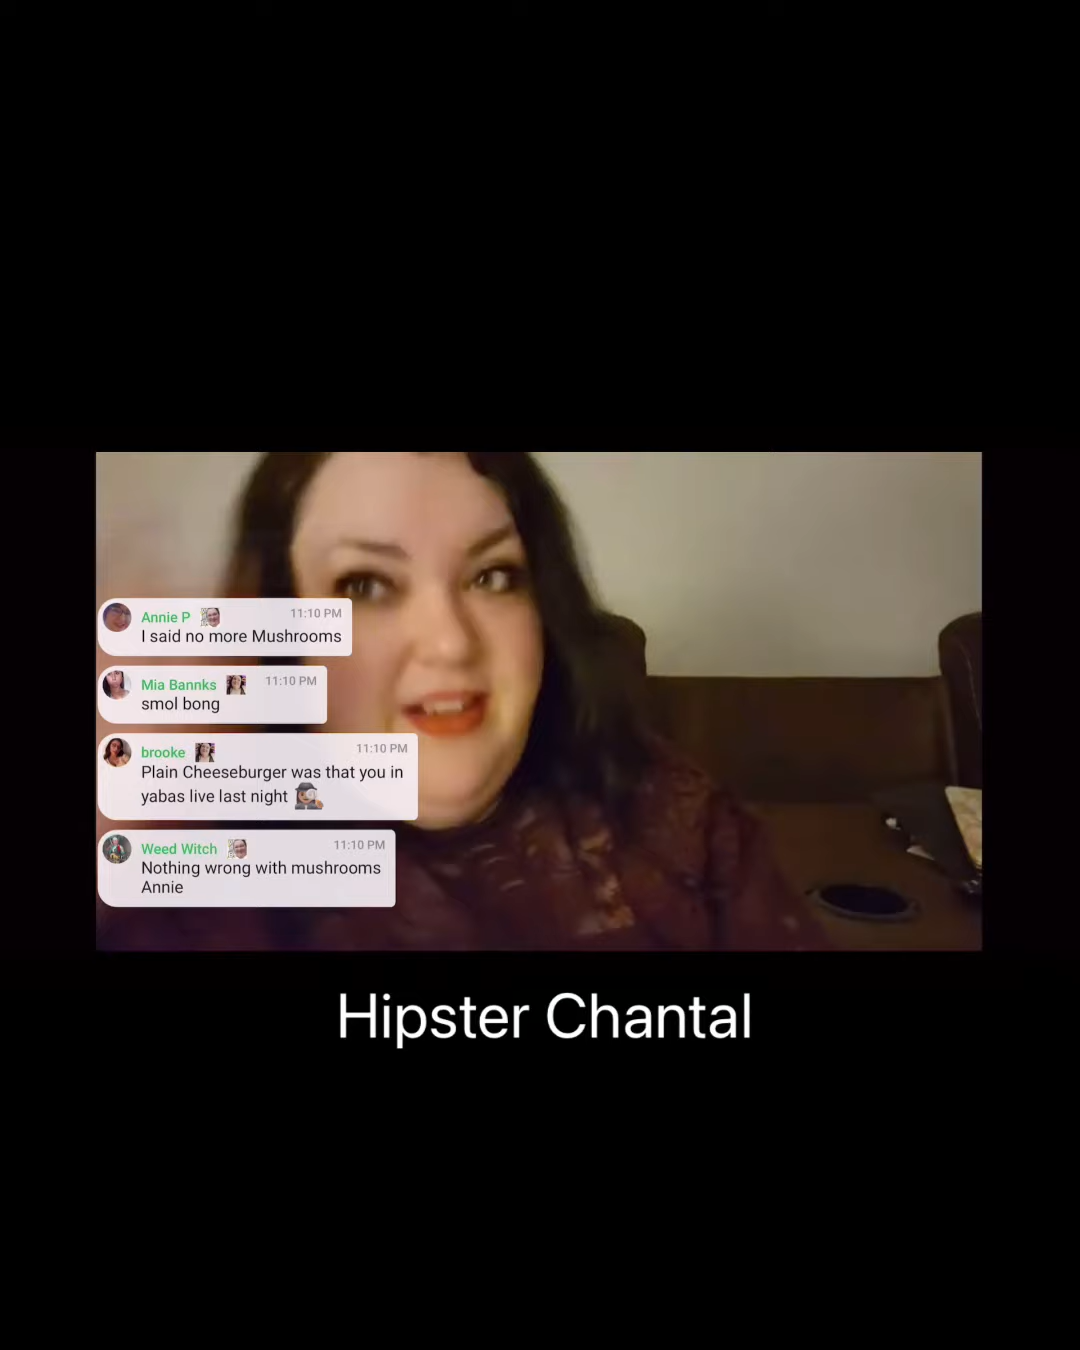 Annie P 11:10 PM
I said no more Mushrooms
Mia Bannks 11:10 PM
smol bong
brooke 11:10 PM
Plain Cheeseburger was that you in
yabas live last night
Weed Witch 11:10 PM
Nothing wrong with mushrooms
Annie
Hipster Chantal